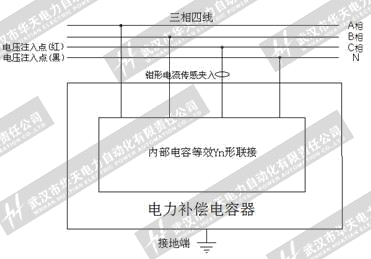 三相四线
A相
B相
电压注入点(红)
C相
电压注入点(黑)
N
钳形电流传感夹入
内部电容等效Yn形联接
电力补偿电容器
接地端
武汉市华天电力自动化有限责任公司